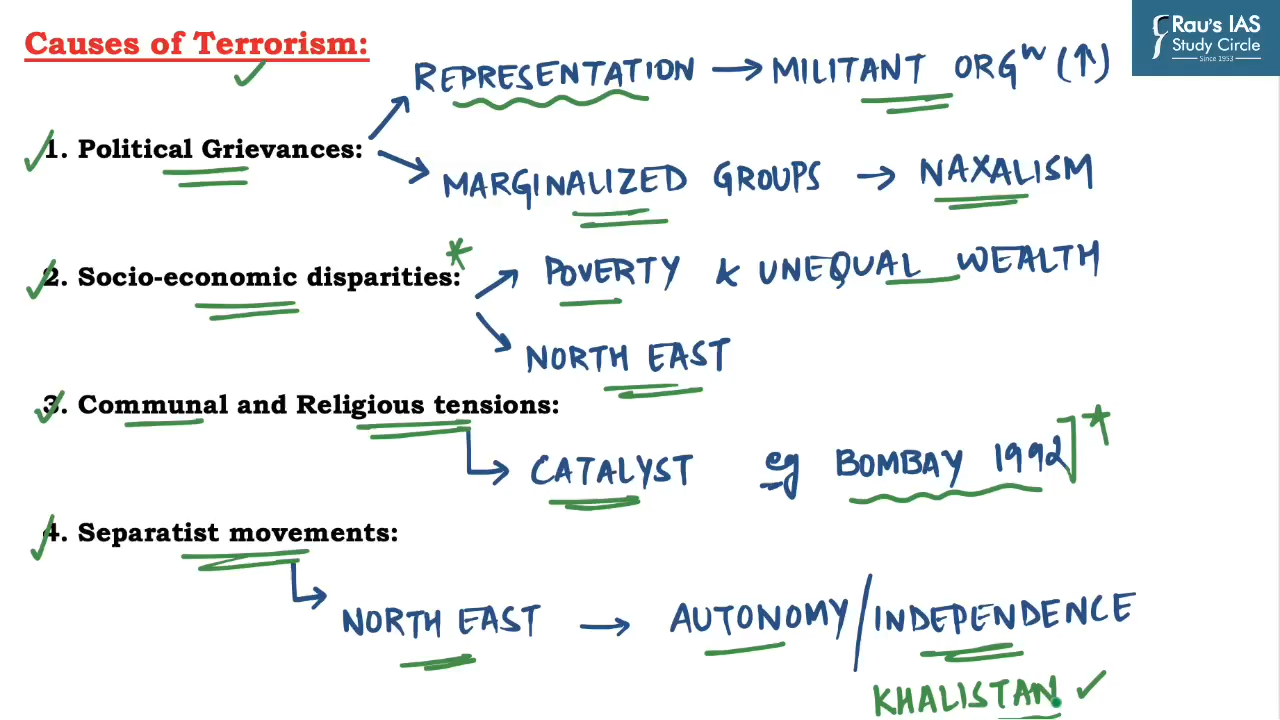 Causes of Terrorism:
Rau's IAS
Study Circle
Since 1953
REPRESENTATION → MILITANT ORGⁿ (↑)
1. Political Grievances:
MARGINALIZED GROUPS → NAXALISM
2. Socio-economic disparities:*
POVERTY & UNEQUAL WEALTH
NORTH EAST
3. Communal and Religious tensions:
CATALYST eg BOMBAY 1992]*
4. Separatist movements:
NORTH EAST → AUTONOMY/INDEPENDENCE
KHALISTAN ✓